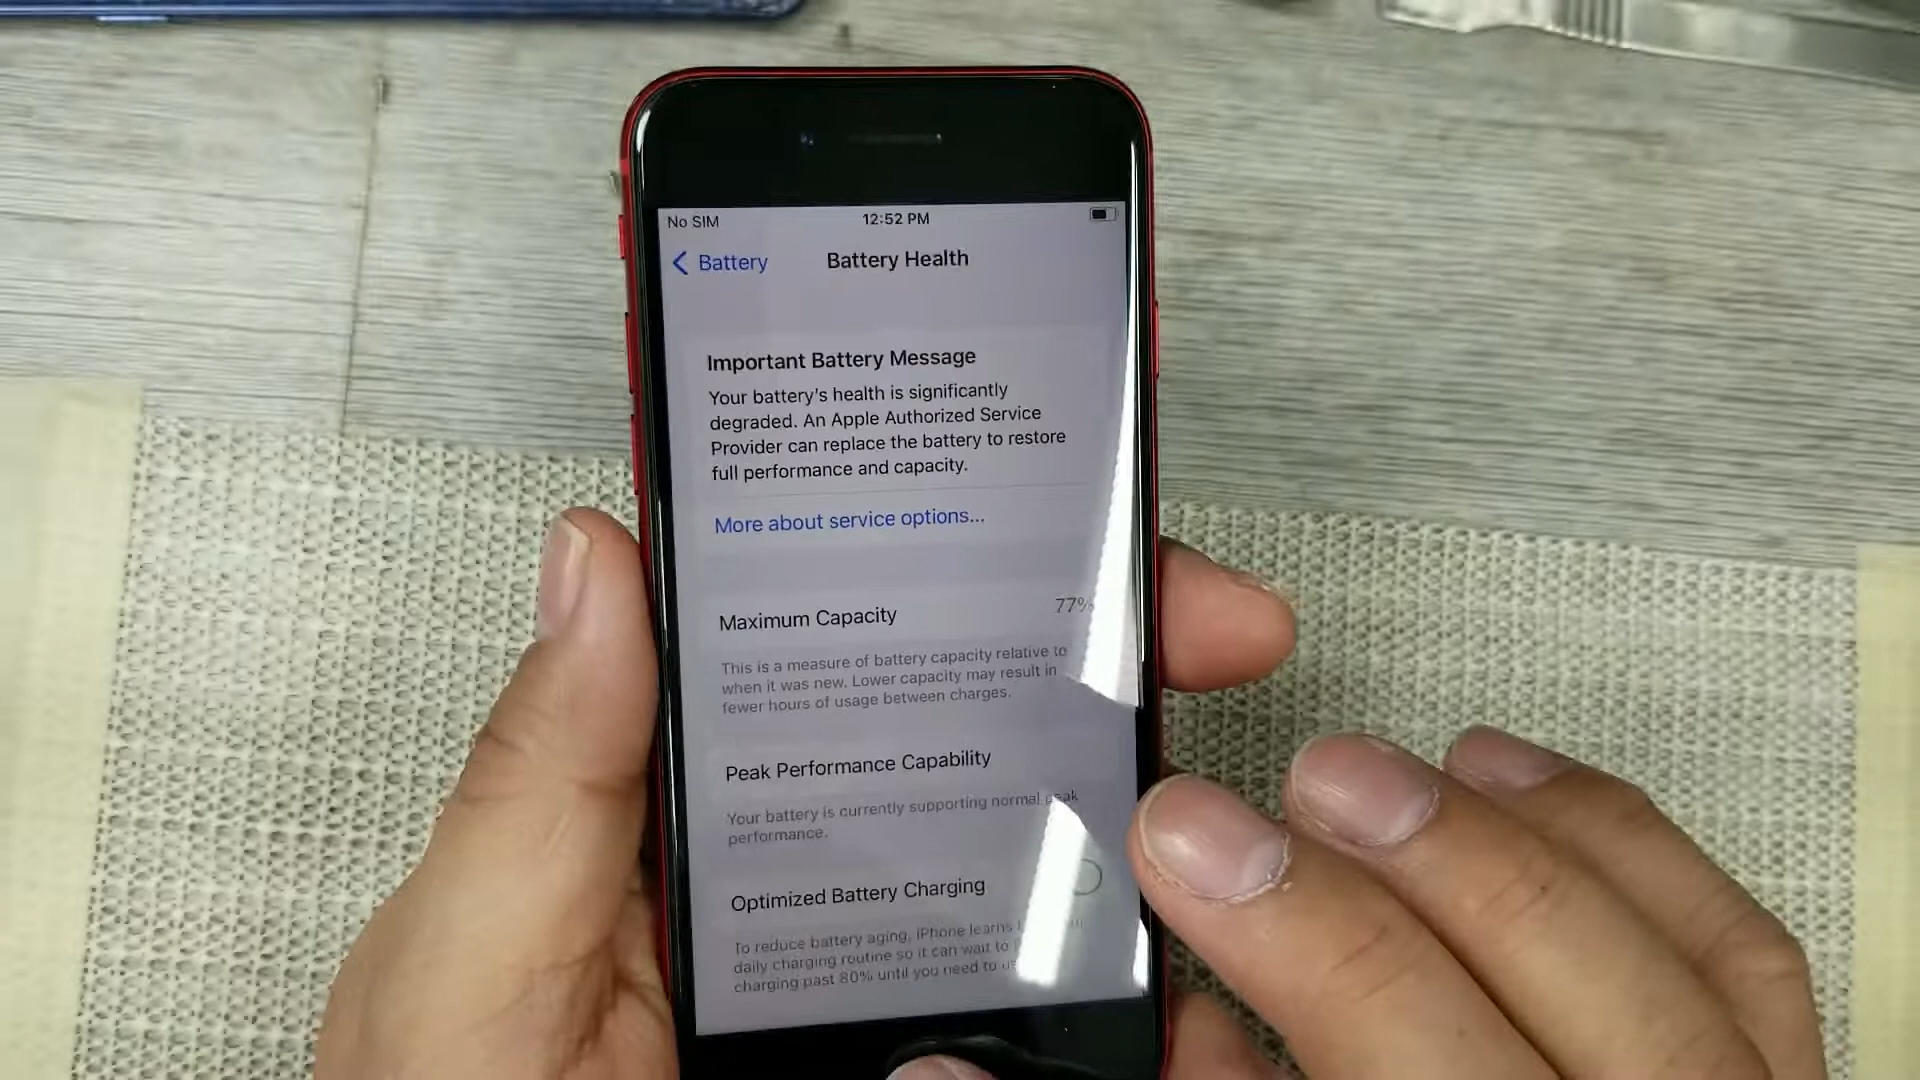 No SIM 12:52 PM
Battery Battery Health
Important Battery Message
Your battery's health is significantly
degraded. An Apple Authorized Service
Provider can replace the battery to restore
full performance and capacity.
More about service options...
Maximum Capacity 77%
This is a measure of battery capacity relative to
when it was new. Lower capacity may result in
fewer hours of usage between charges.
Peak Performance Capability
Your battery is currently supporting normal peak
performance.
Optimized Battery Charging
To reduce battery aging, iPhone learns
daily charging routine so it can wait to
charging past 80% until you need to